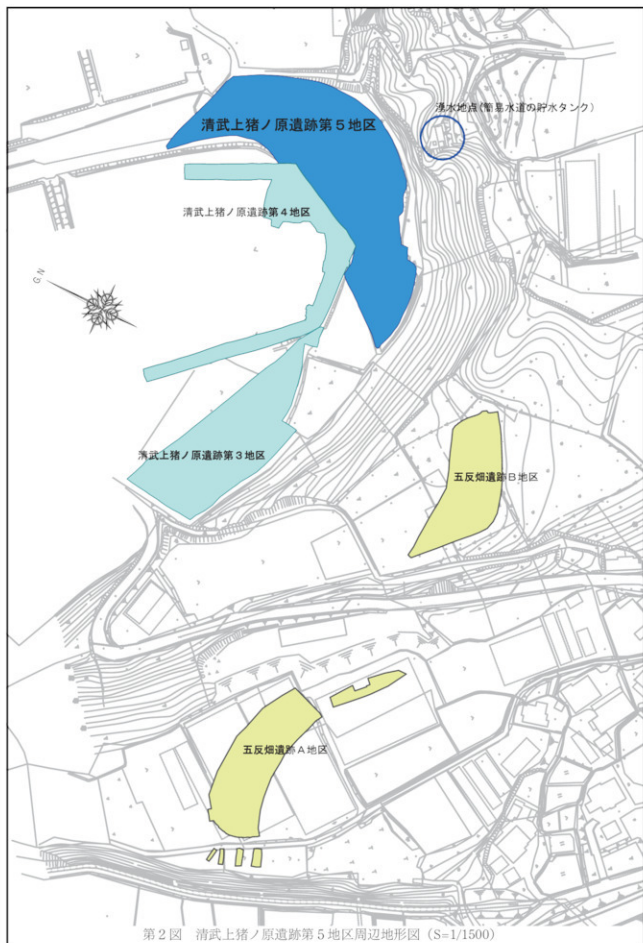 湧水地点(簡易水道の貯水タンク)
清武上猪ノ原遺跡第5地区
清武上猪ノ原遺跡第4地区
G.N
清武上猪ノ原遺跡第3地区
五反畑遺跡B地区
五反畑遺跡A地区
第2図 清武上猪ノ原遺跡第5地区周辺地形図 (S=1/1500)